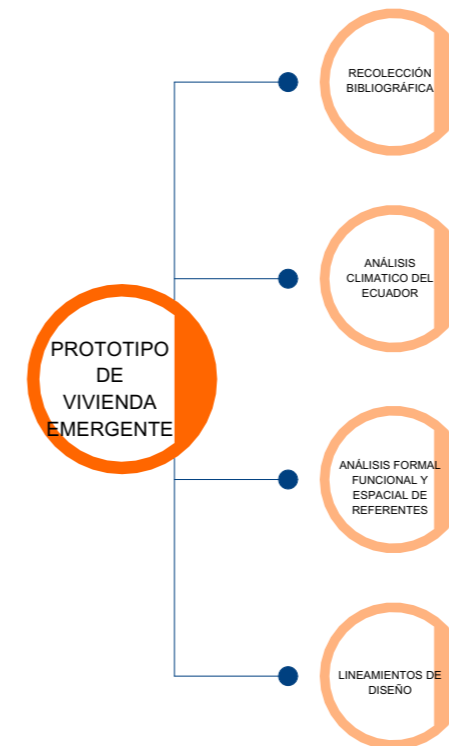 RECOLECCIÓN
BIBLIOGRÁFICA
ANÁLISIS
CLIMATICO DEL
ECUADOR
PROTOTIPO
DE
VIVIENDA
EMERGENTE
ANÁLISIS FORMAL
FUNCIONAL Y
ESPACIAL DE
REFERENTES
LINEAMIENTOS DE
DISEÑO